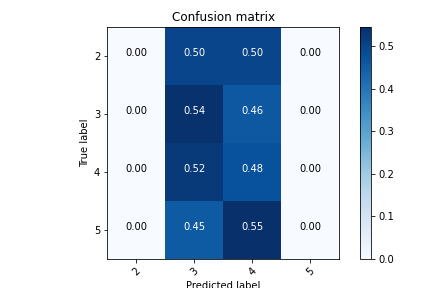 Confusion matrix
True label
2 0.00 0.50 0.50 0.00
3 0.00 0.54 0.46 0.00
4 0.00 0.52 0.48 0.00
5 0.00 0.45 0.55 0.00
2 3 4 5
Predicted label
0.5
0.4
0.3
0.2
0.1
0.0